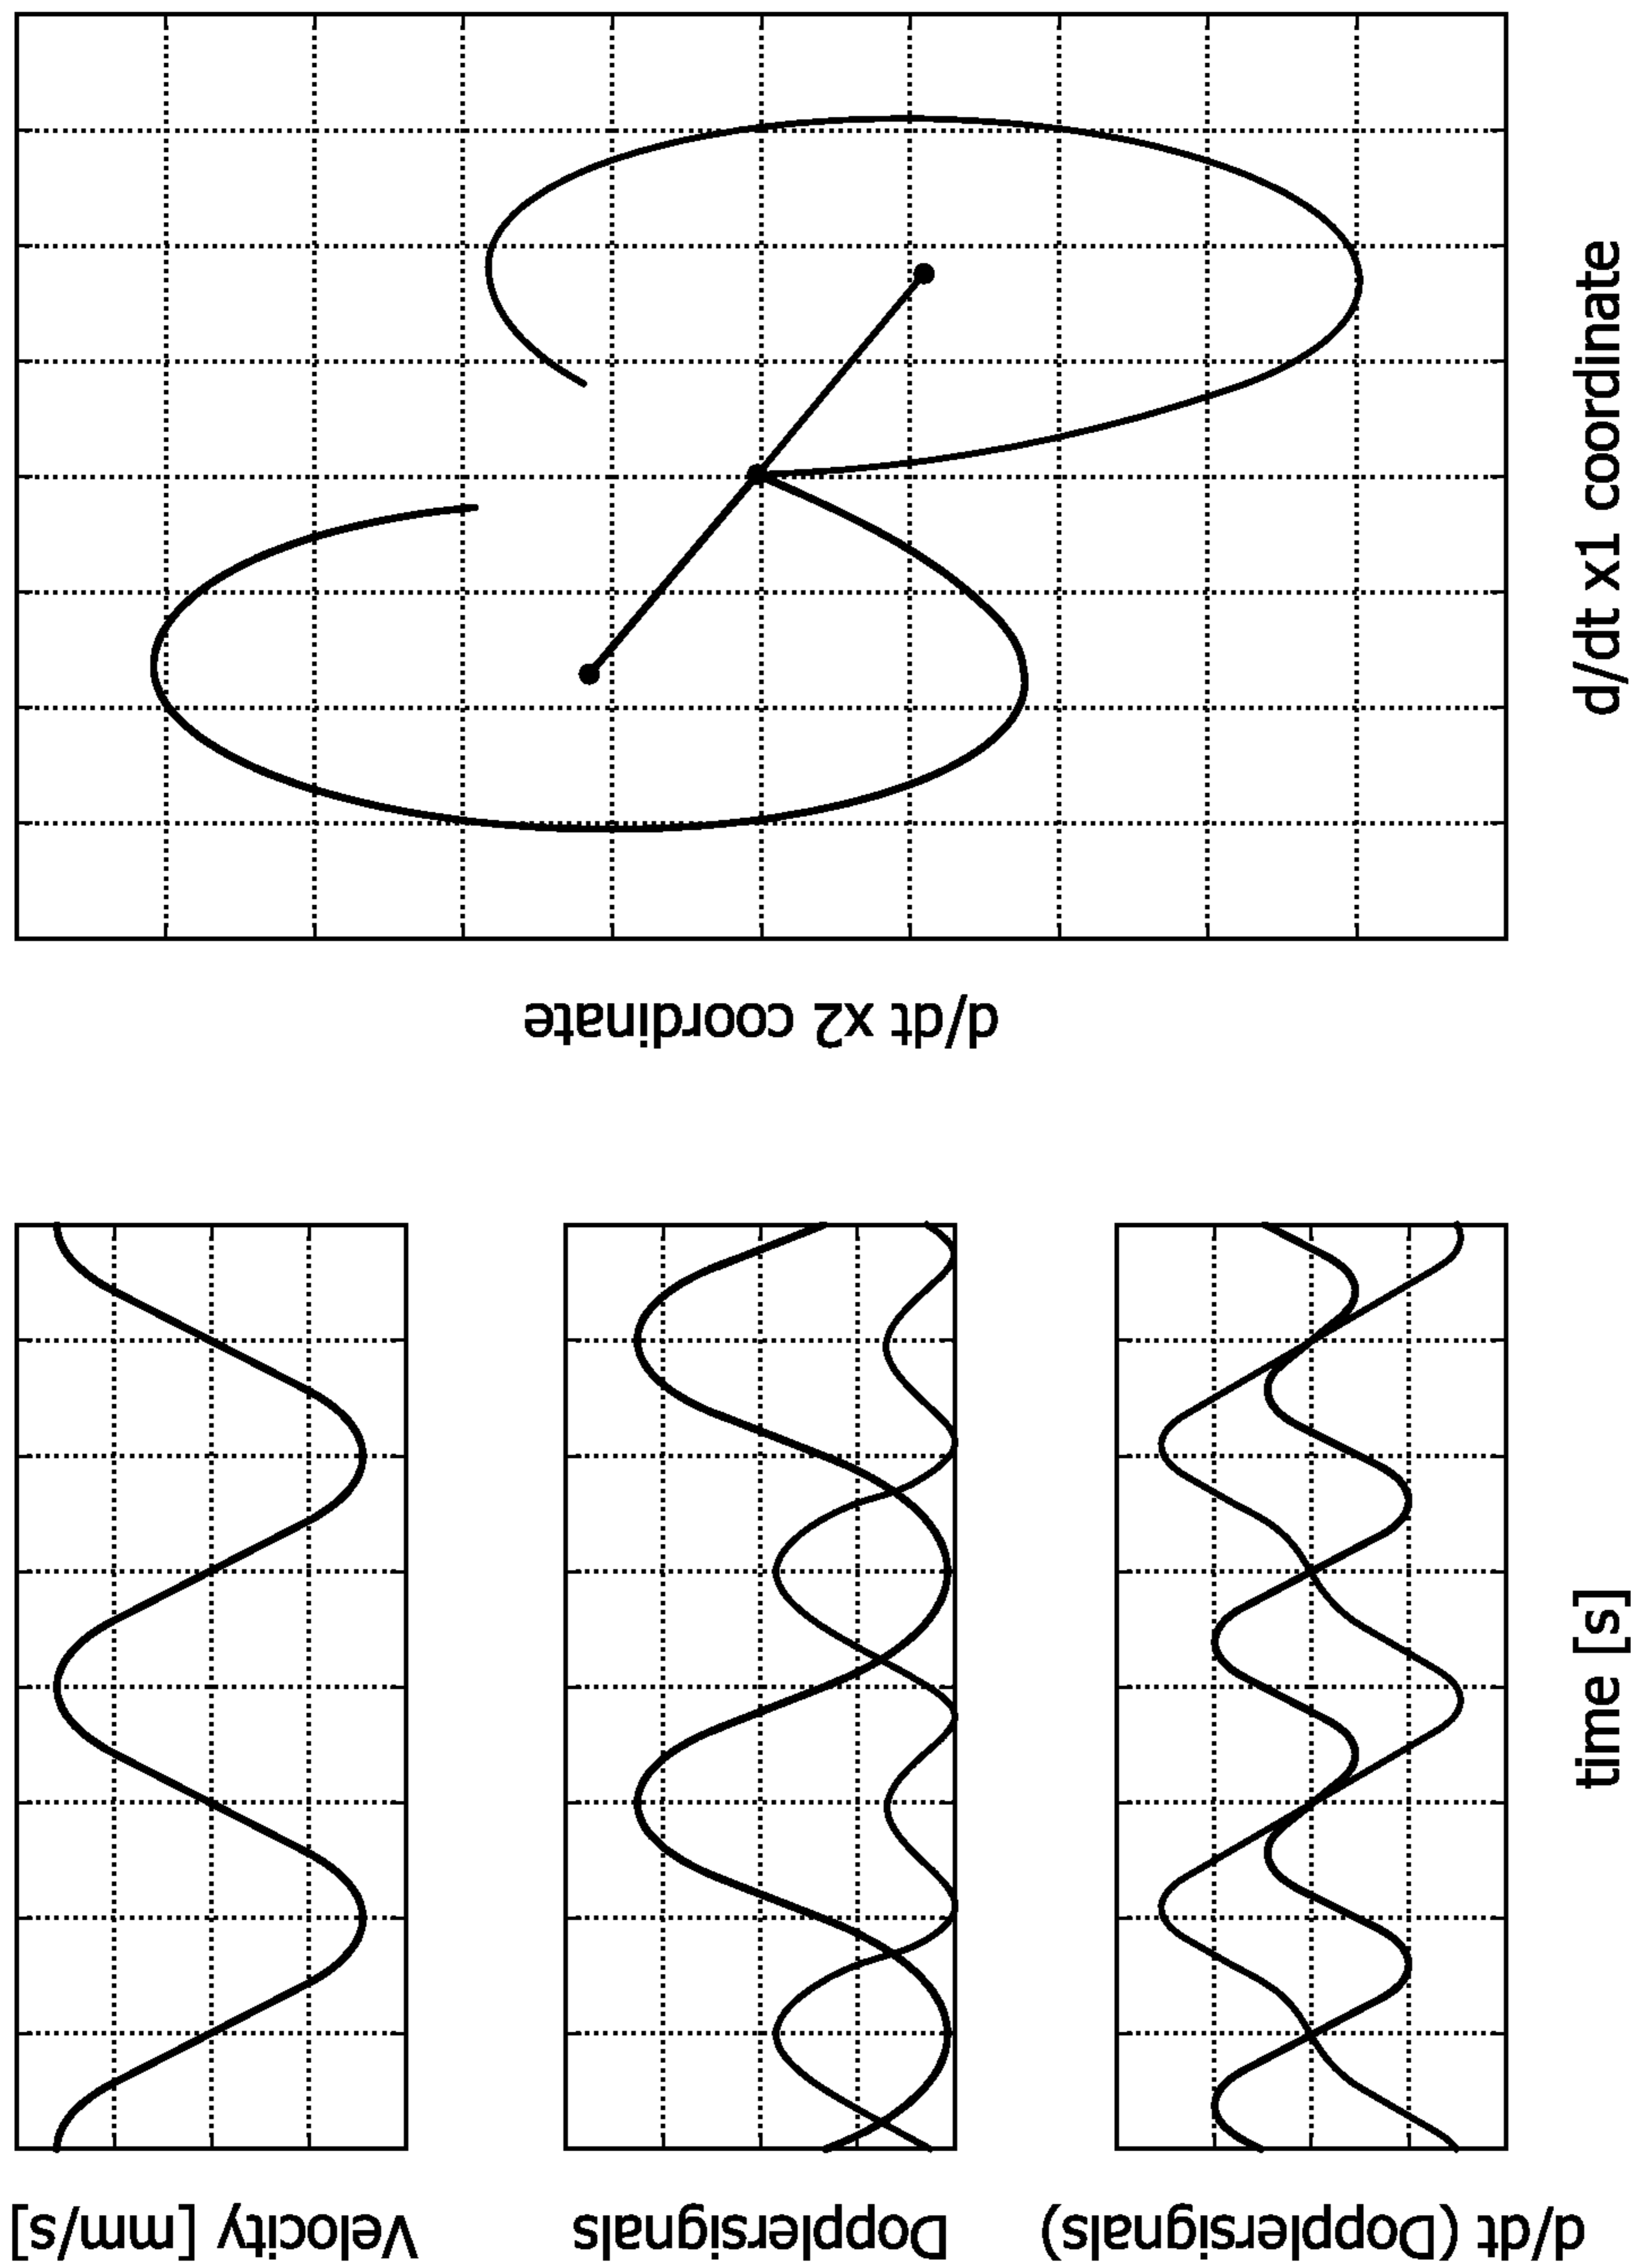 Velocity [mm/s]
Dopplersignals
d/dt (Dopplersignals)
time [s]
d/dt x2 coordinate
d/dt x1 coordinate